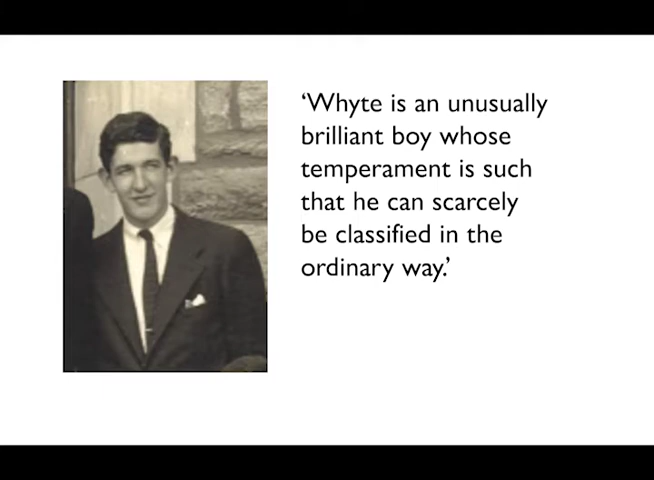 ‘Whyte is an unusually
brilliant boy whose
temperament is such
that he can scarcely
be classified in the
ordinary way.’